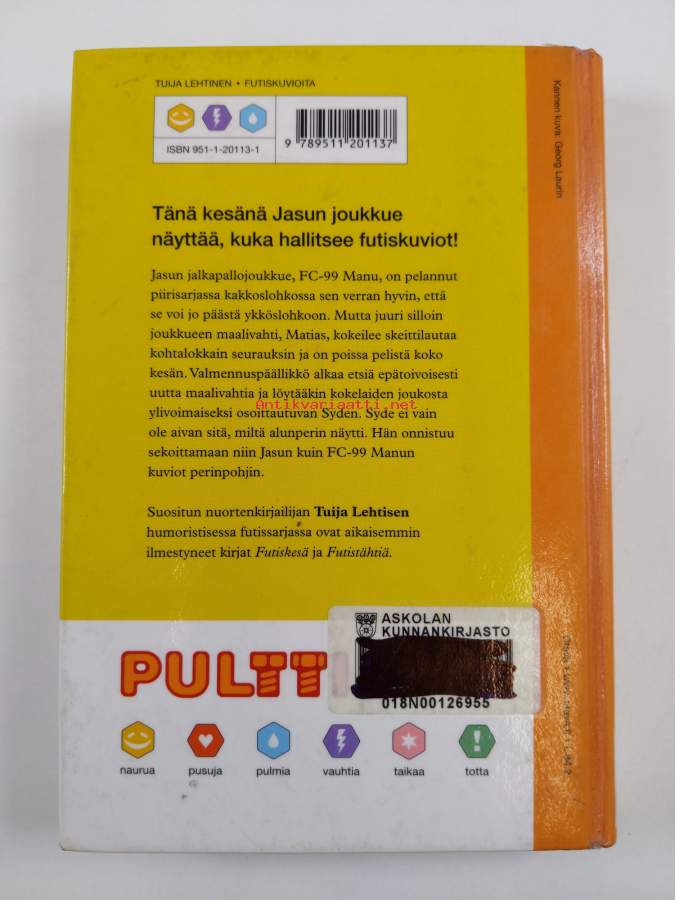 TUIJA LEHTINEN • FUTISKUVIOITA
ISBN 951-1-20113-1
9 789511 201137
Kannen kuva: Georg Laurin
Tänä kesänä Jasun joukkue
näyttää, kuka hallitsee futiskuviot!
Jasun jalkapallojoukkue, FC-99 Manu, on pelannut
piirisarjassa kakkoslohkossa sen verran hyvin, että
se voi jo päästä ykköslohkoon. Mutta juuri silloin
joukkueen maalivahti, Matias, kokeilee skeittilautaa
kohtalokkain seurauksin ja on poissa pelistä koko
kesän. Valmennuspäällikkö alkaa etsiä epätoivoisesti
uutta maalivahtia ja löytääkin kokelaiden joukosta
Antikvariaatti.net
ylivoimaiseksi osoittautuvan Syden. Syde ei vain
ole aivan sitä, miltä alunperin näytti. Hän onnistuu
sekoittamaan niin Jasun kuin FC-99 Manun
kuviot perinpohjin.
Suositun nuortenkirjailijan Tuija Lehtisen
humoristisessa futissarjassa ovat aikaisemmin
ilmestyneet kirjat Futiskesä ja Futistähtiä.
ASKOLAN
KUNNANKIRJASTO
018N00126955
PULTT
naurua pusuja pulmia vauhtia taikaa totta